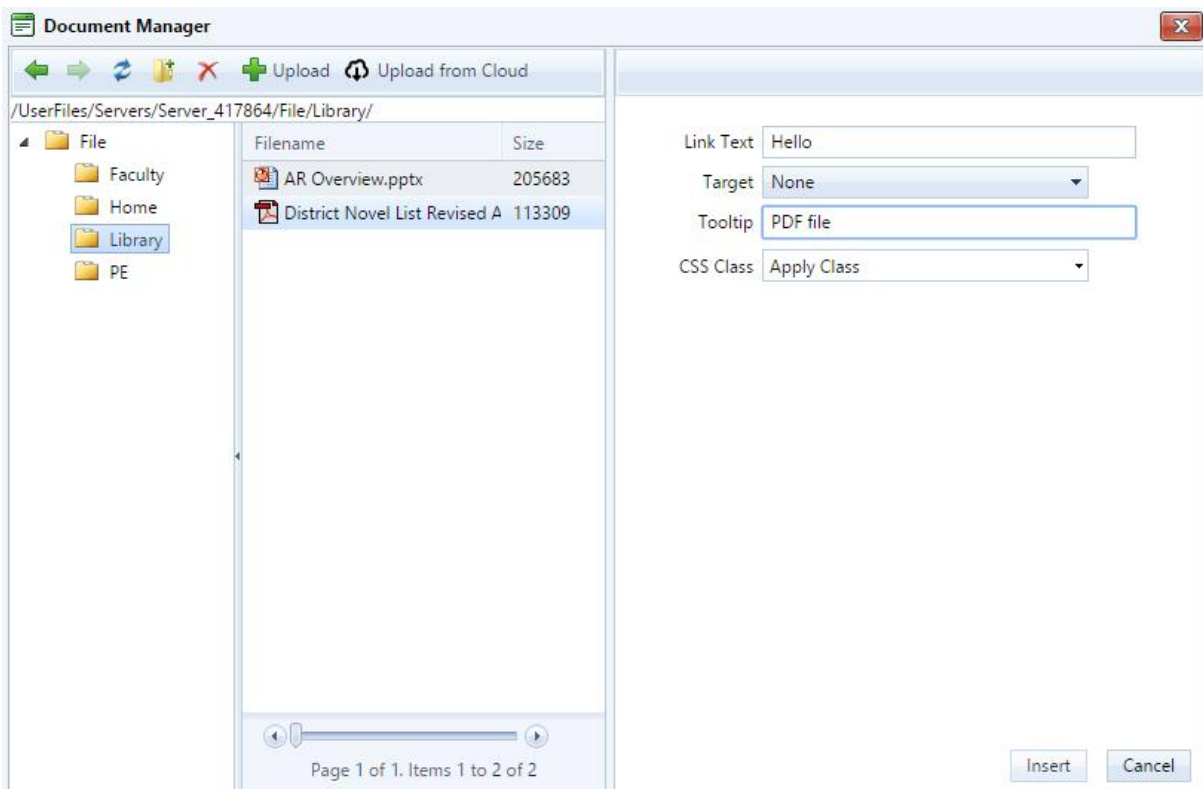 Document Manager
Upload Upload from Cloud
/UserFiles/Servers/Server_417864/File/Library/
File
Faculty
Home
Library
PE
Filename Size
AR Overview.pptx 205683
District Novel List Revised A 113309
Page 1 of 1. Items 1 to 2 of 2
Link Text Hello
Target None
Tooltip PDF file
CSS Class Apply Class
Insert Cancel